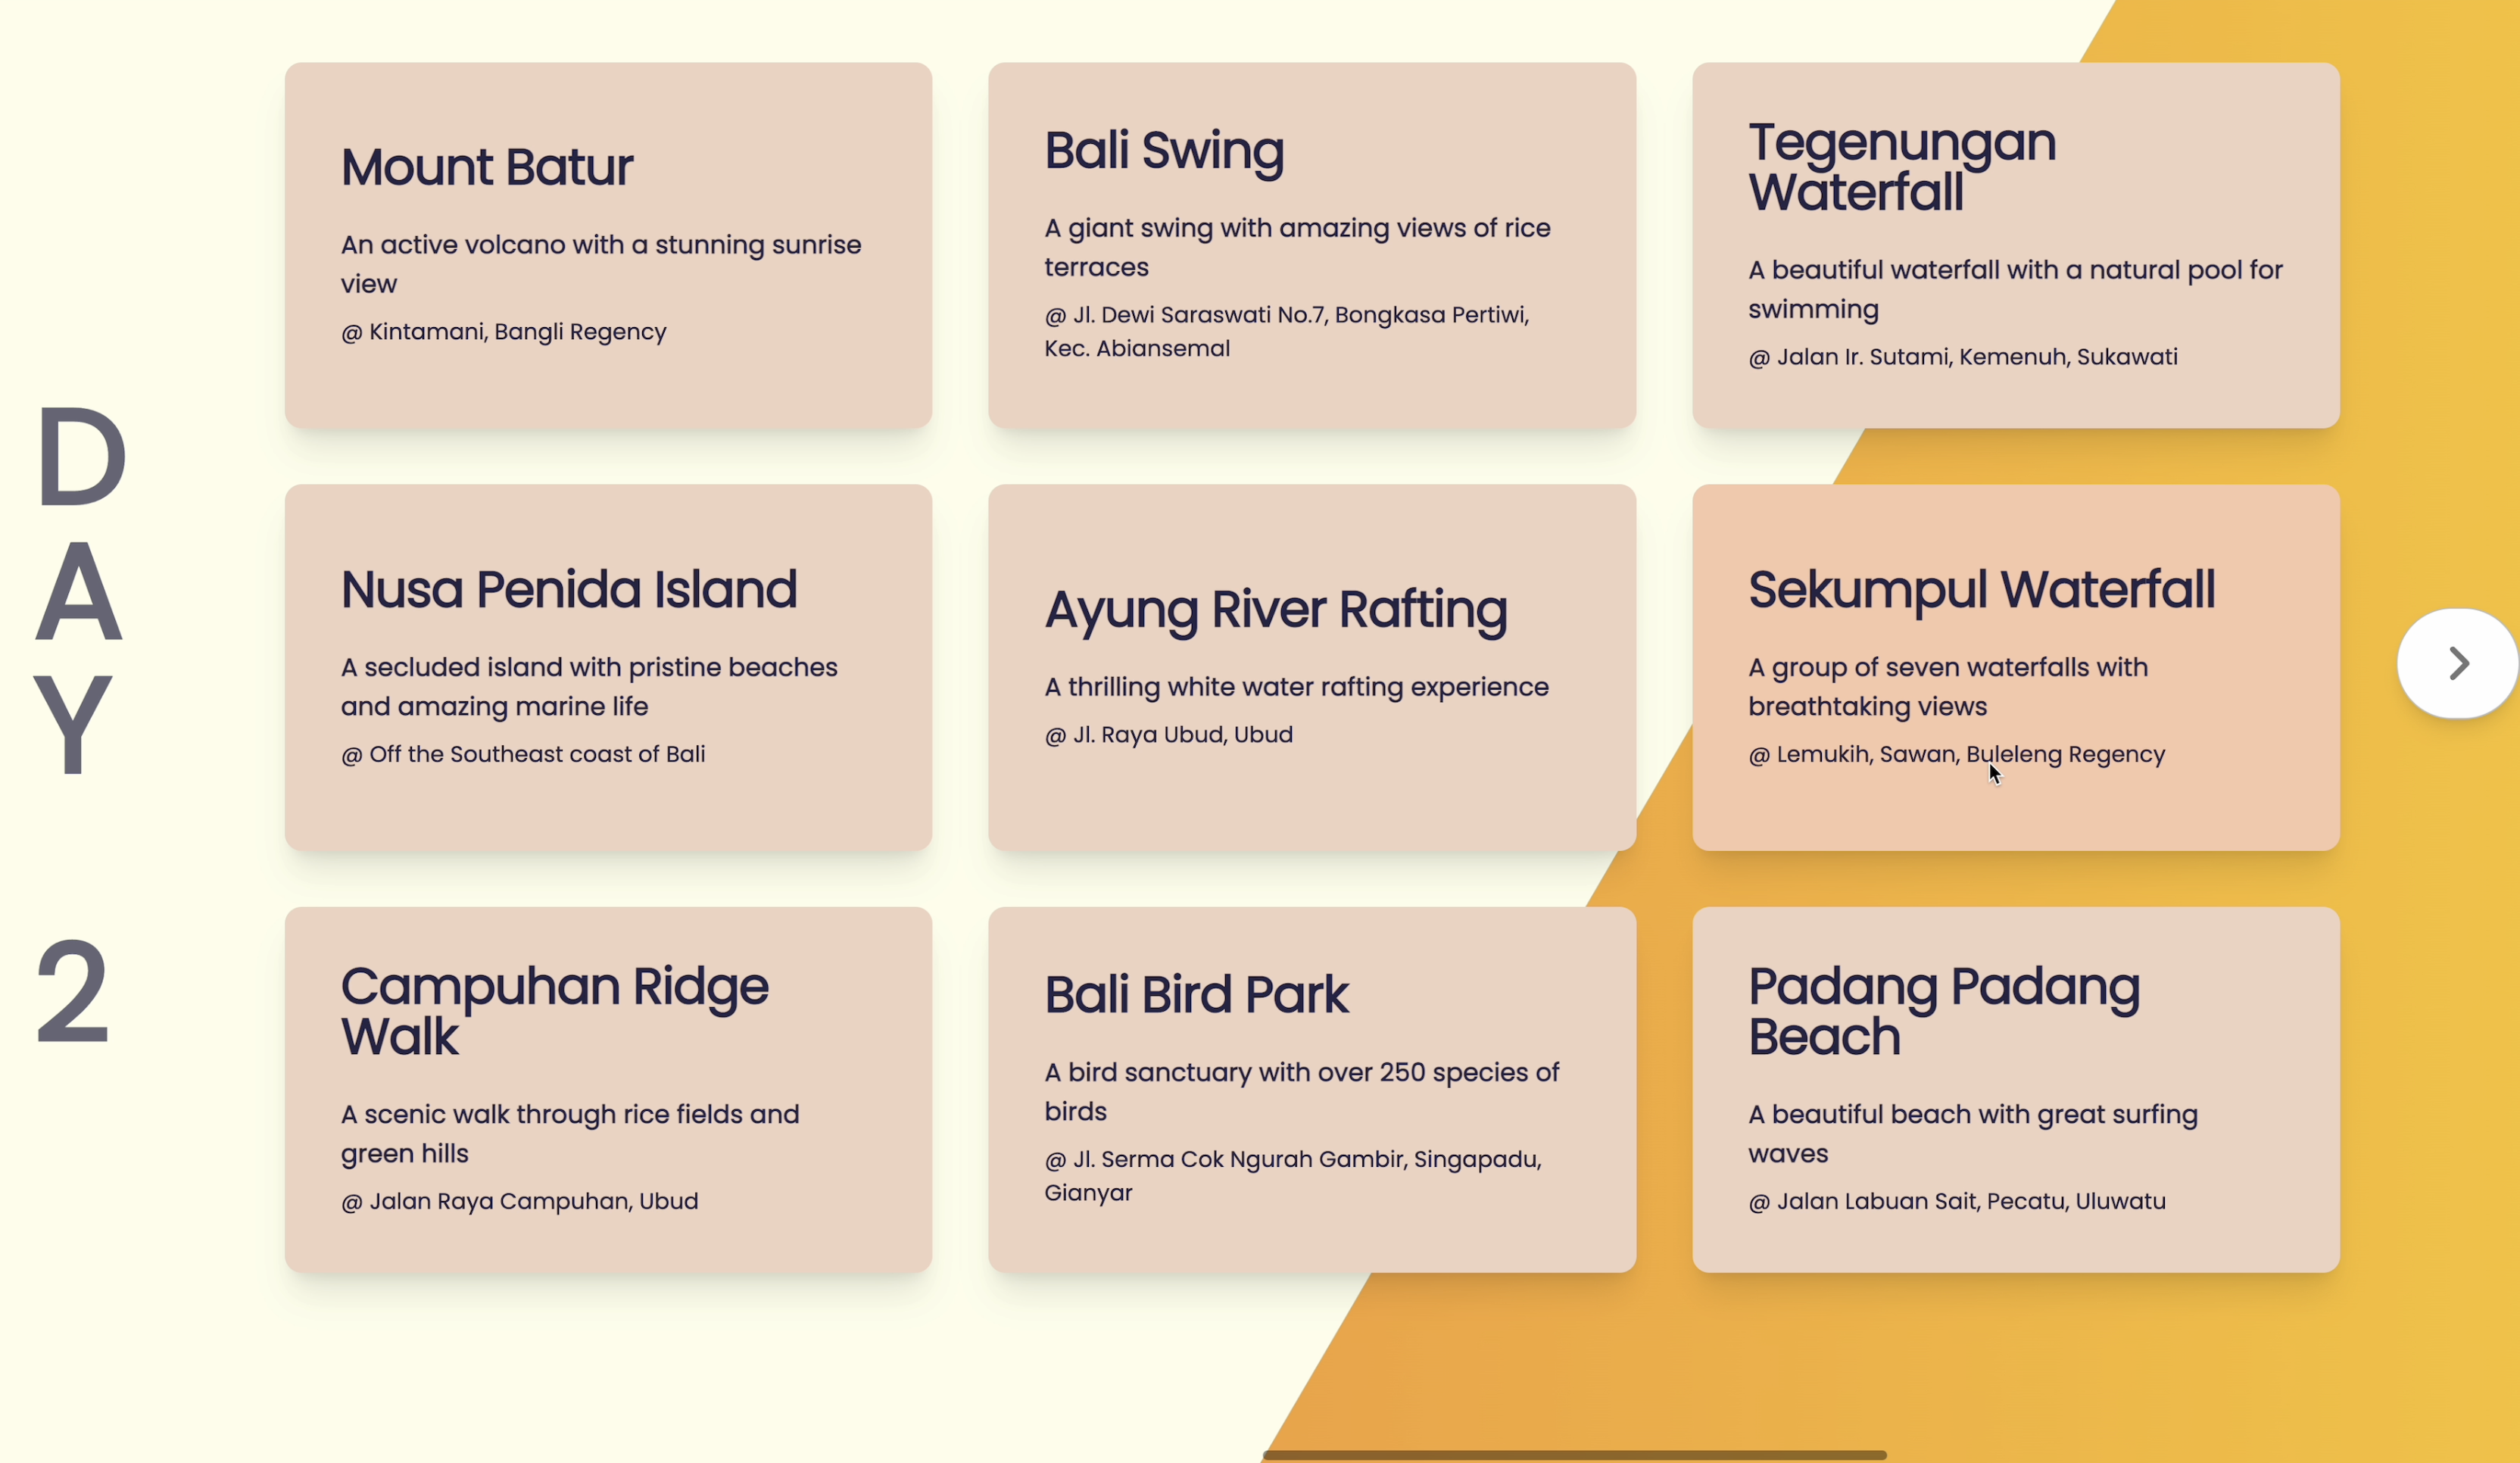 DAY 2
Mount Batur
An active volcano with a stunning sunrise
view
@ Kintamani, Bangli Regency
Bali Swing
A giant swing with amazing views of rice
terraces
@ Jl. Dewi Saraswati No.7, Bongkasa Pertiwi,
Kec. Abiansemal
Tegenungan
Waterfall
A beautiful waterfall with a natural pool for
swimming
@ Jalan Ir. Sutami, Kemenuh, Sukawati
Nusa Penida Island
A secluded island with pristine beaches
and amazing marine life
@ Off the Southeast coast of Bali
Ayung River Rafting
A thrilling white water rafting experience
@ Jl. Raya Ubud, Ubud
Sekumpul Waterfall
A group of seven waterfalls with
breathtaking views
@ Lemukih, Sawan, Buleleng Regency
Campuhan Ridge
Walk
A scenic walk through rice fields and
green hills
@ Jalan Raya Campuhan, Ubud
Bali Bird Park
A bird sanctuary with over 250 species of
birds
@ Jl. Serma Cok Ngurah Gambir, Singapadu,
Gianyar
Padang Padang
Beach
A beautiful beach with great surfing
waves
@ Jalan Labuan Sait, Pecatu, Uluwatu